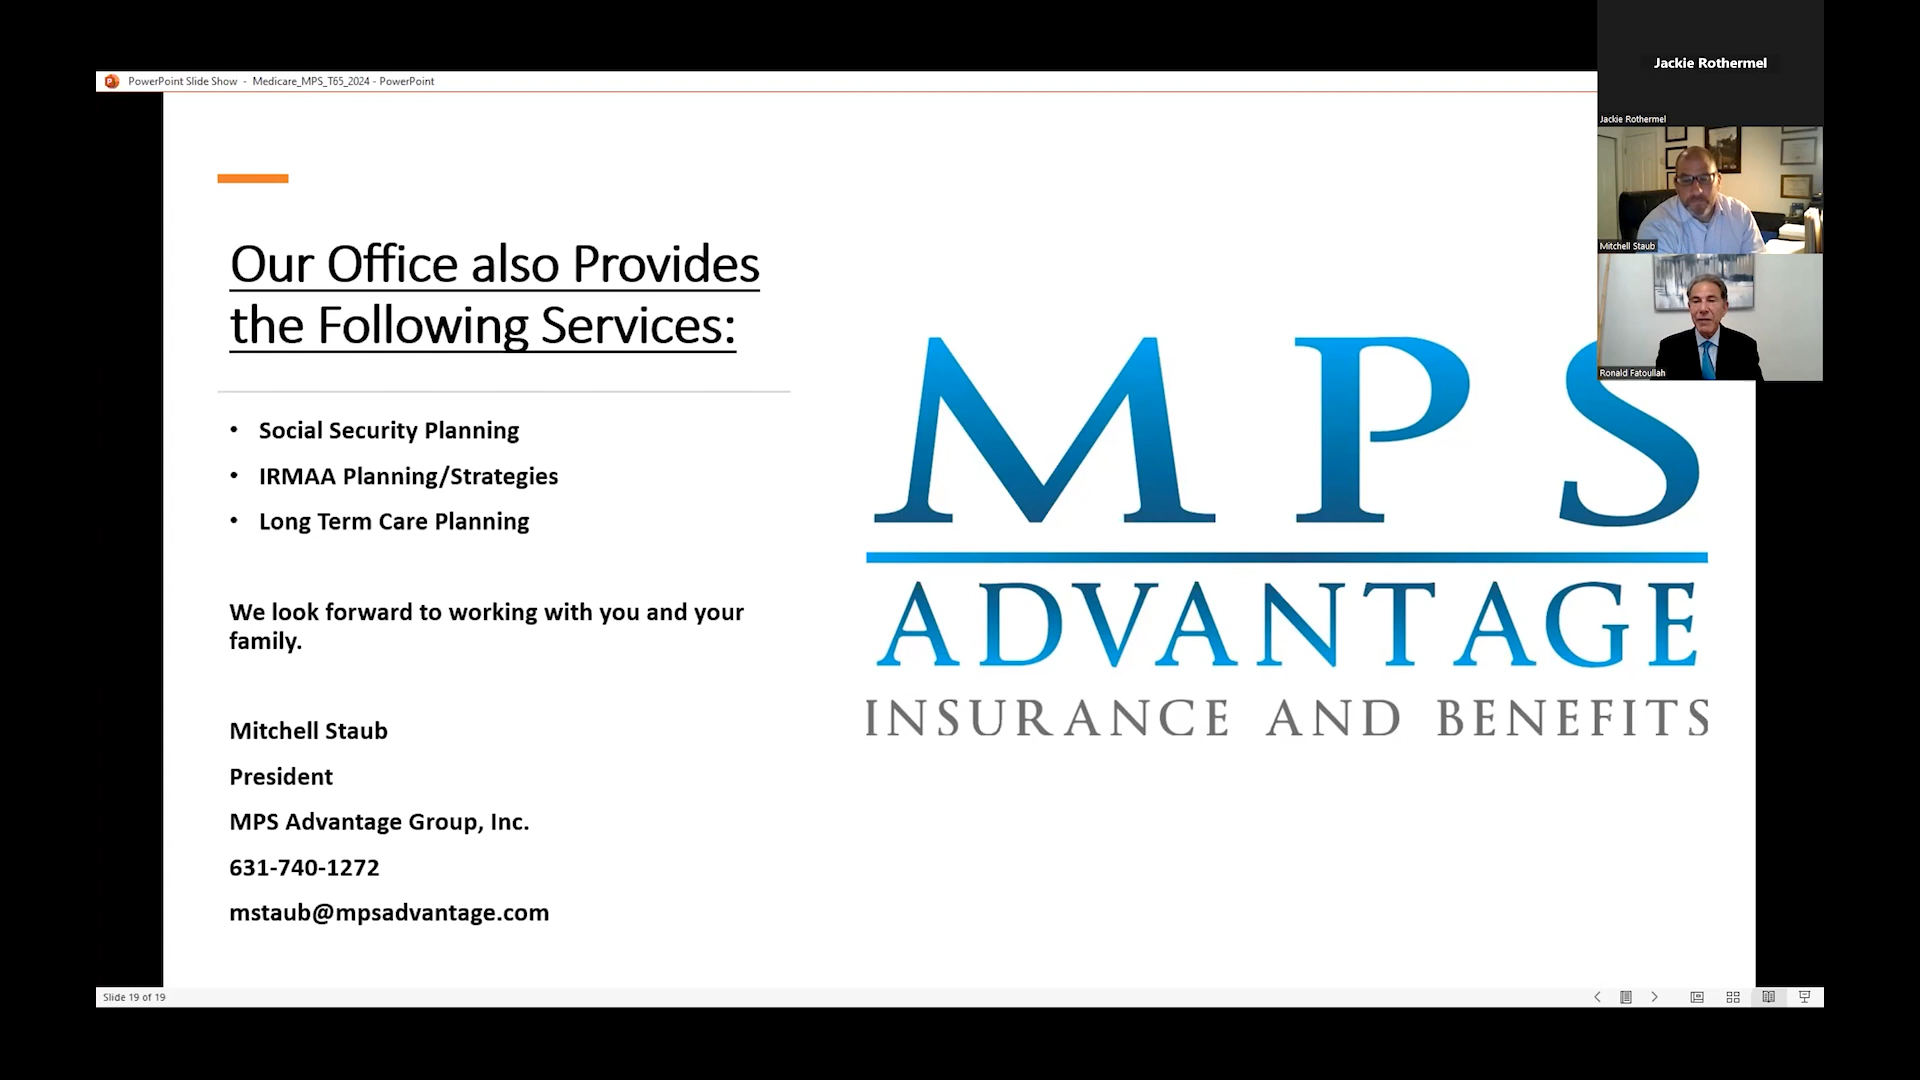 Jackie Rothermel
PowerPoint Slide Show - Medicare_MPS_T65_2024 - PowerPoint
Jackie Rothermel
Mitchell Staub
Ronald Fatoullah
Our Office also Provides
the Following Services:
• Social Security Planning
• IRMAA Planning/Strategies
• Long Term Care Planning
We look forward to working with you and your
family.
Mitchell Staub
President
MPS Advantage Group, Inc.
631-740-1272
mstaub@mpsadvantage.com
MPS
ADVANTAGE
INSURANCE AND BENEFITS
Slide 19 of 19